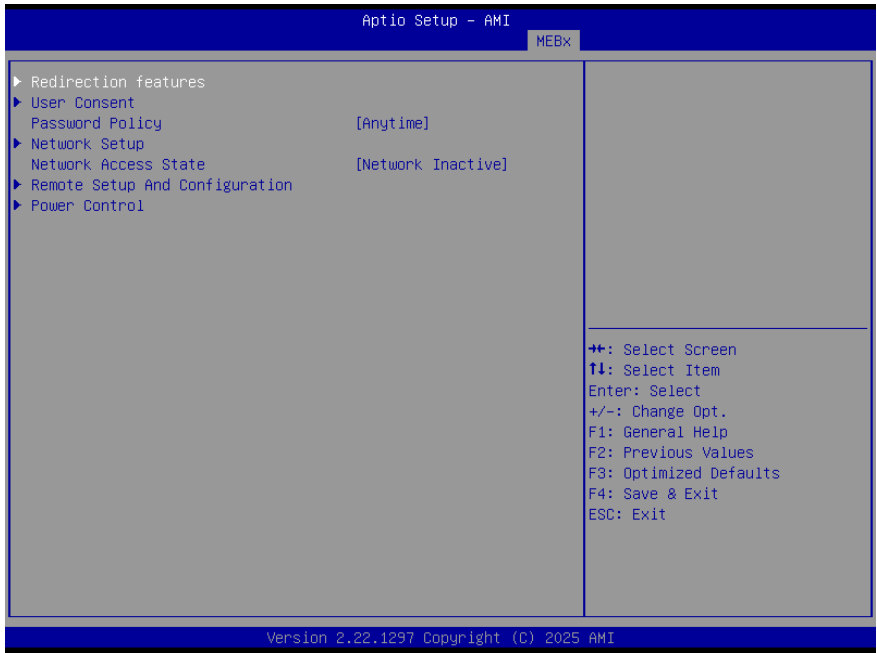 Aptio Setup – AMI
MEBx
▶ Redirection features
▶ User Consent
Password Policy [Anytime]
▶ Network Setup
Network Access State [Network Inactive]
▶ Remote Setup And Configuration
▶ Power Control
→←: Select Screen
↑↓: Select Item
Enter: Select
+/-: Change Opt.
F1: General Help
F2: Previous Values
F3: Optimized Defaults
F4: Save & Exit
ESC: Exit
Version 2.22.1297 Copyright (C) 2025 AMI